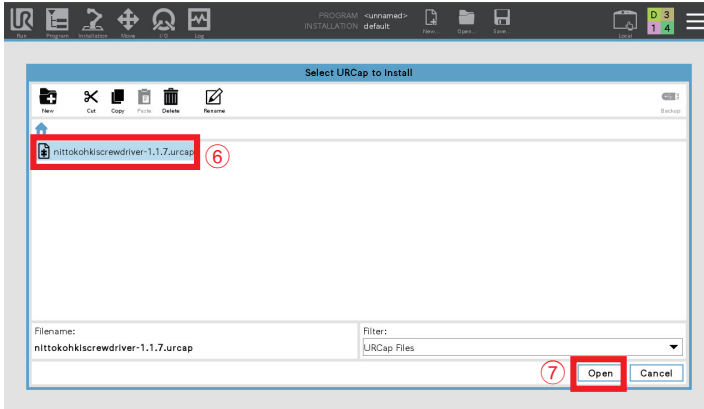 UR
PROGRAM <unnamed>
INSTALLATION default
Run Program Installation Move I/O Log New... Open... Save... Local
D 3
1 4
Select URCap to Install
New Cut Copy Paste Delete Rename Backup
nittokohkiscrewdriver-1.1.7.urcap
⑥
Filename:
nittokohkiscrewdriver-1.1.7.urcap
Filter:
URCap Files
⑦
Open Cancel